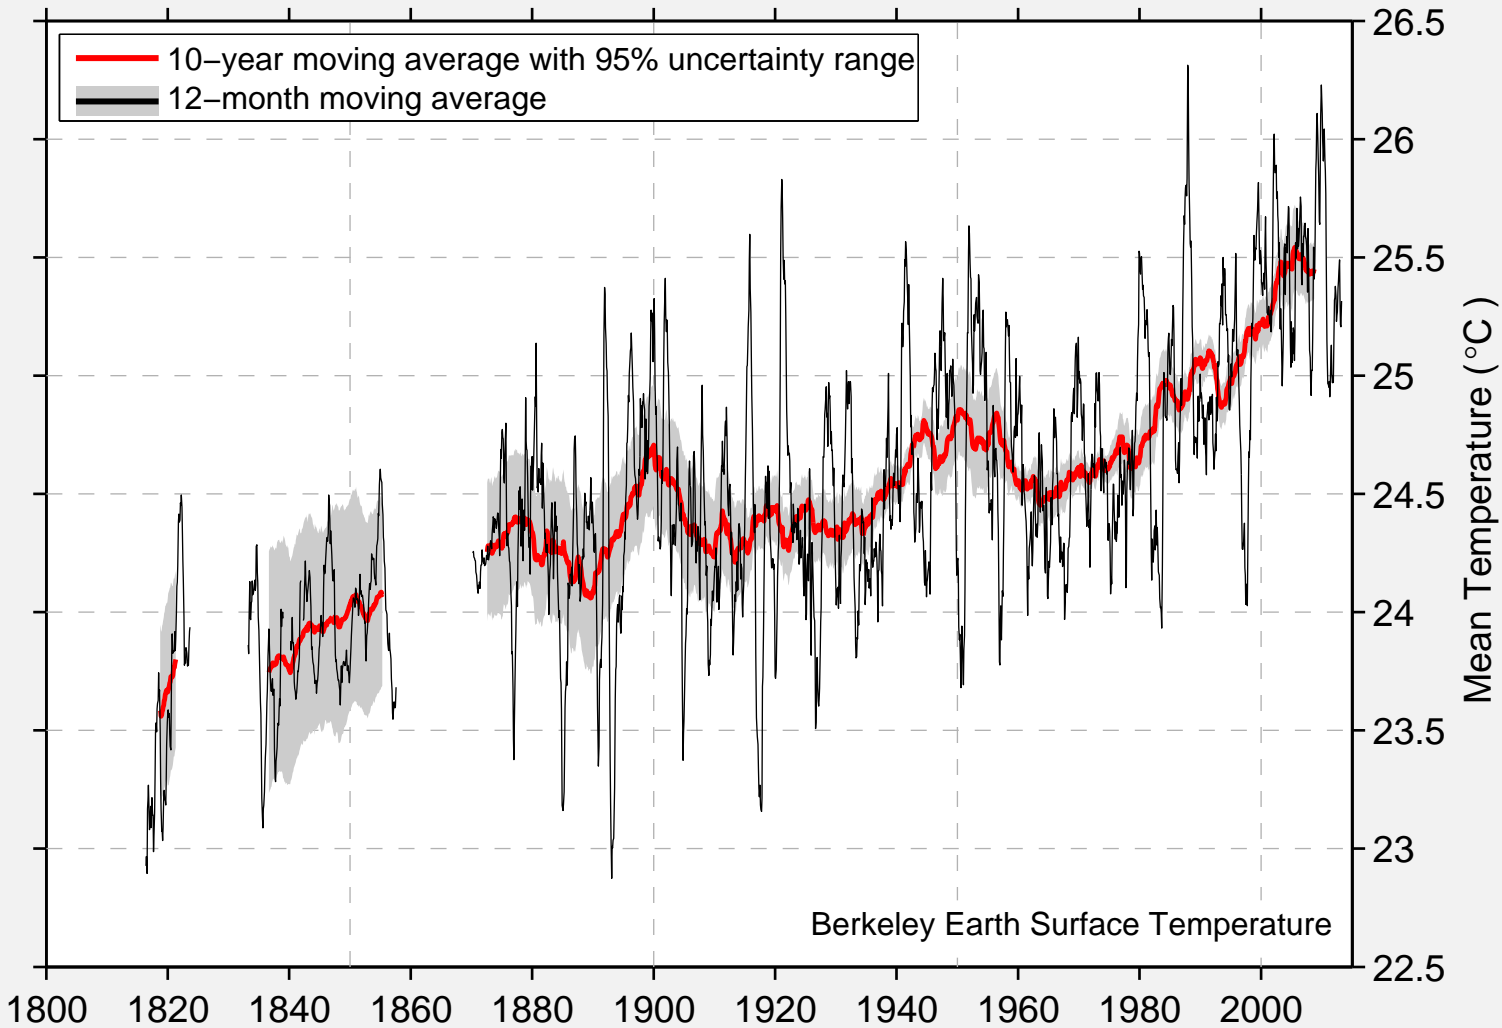 10−year moving average with 95% uncertainty range
12−month moving average
26.5
26
25.5
25
24.5
24
23.5
23
22.5
Mean Temperature ( °C )
Berkeley Earth Surface Temperature
1800 1820 1840 1860 1880 1900 1920 1940 1960 1980 2000